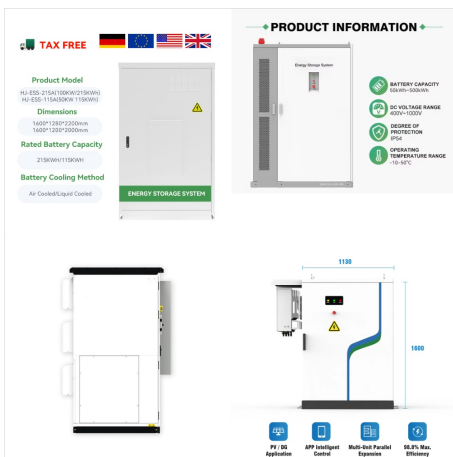 TAX FREE
Product Model
HJ-ESS-215A(100KW/215KWh)
HJ-ESS-115A(50KW 115KWh)
Dimensions
1600*1280*2200mm
1600*1200*2000mm
Rated Battery Capacity
215KWH/115KWH
Battery Cooling Method
Air Cooled/Liquid Cooled
ENERGY STORAGE SYSTEM
PRODUCT INFORMATION
Energy Storage System
BATTERY CAPACITY
50kWh~500kWh
DC VOLTAGE RANGE
400V~1000V
DEGREE OF
PROTECTION
IP54
OPERATING
TEMPERATURE RANGE
-10~50°C
1130
1600
PV / DG
Application
APP Intelligent
Control
Multi-Unit Parallel
Expansion
98.8% Max.
Efficiency